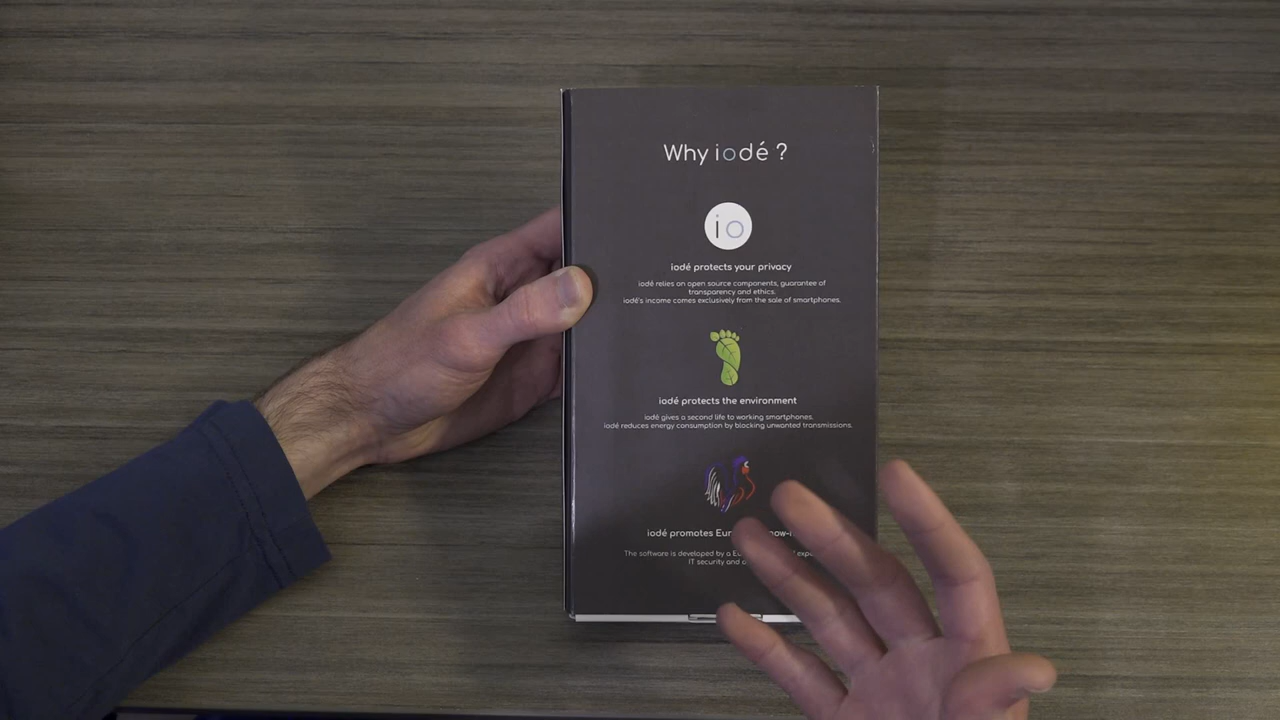 Why iodé ?
io
iodé protects your privacy
iodé relies on open source components, guarantee of
transparency and ethics.
iodé's income comes exclusively from the sale of smartphones.
iodé protects the environment
iodé gives a second life to working smartphones.
iodé reduces energy consumption by blocking unwanted transmissions.
iodé promotes
The software is developed by a
IT security and